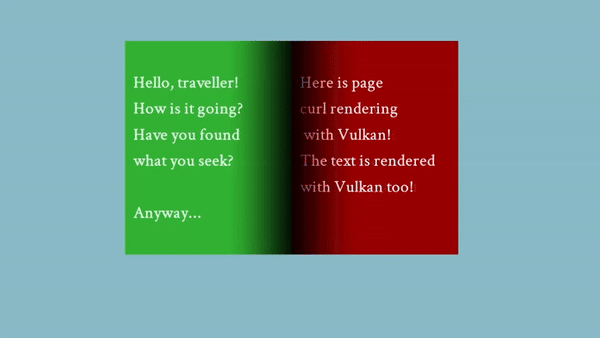 Hello, traveller!
How is it going?
Have you found
what you seek?
Anyway...
Here is page
curl rendering
with Vulkan!
The text is rendered
with Vulkan too!